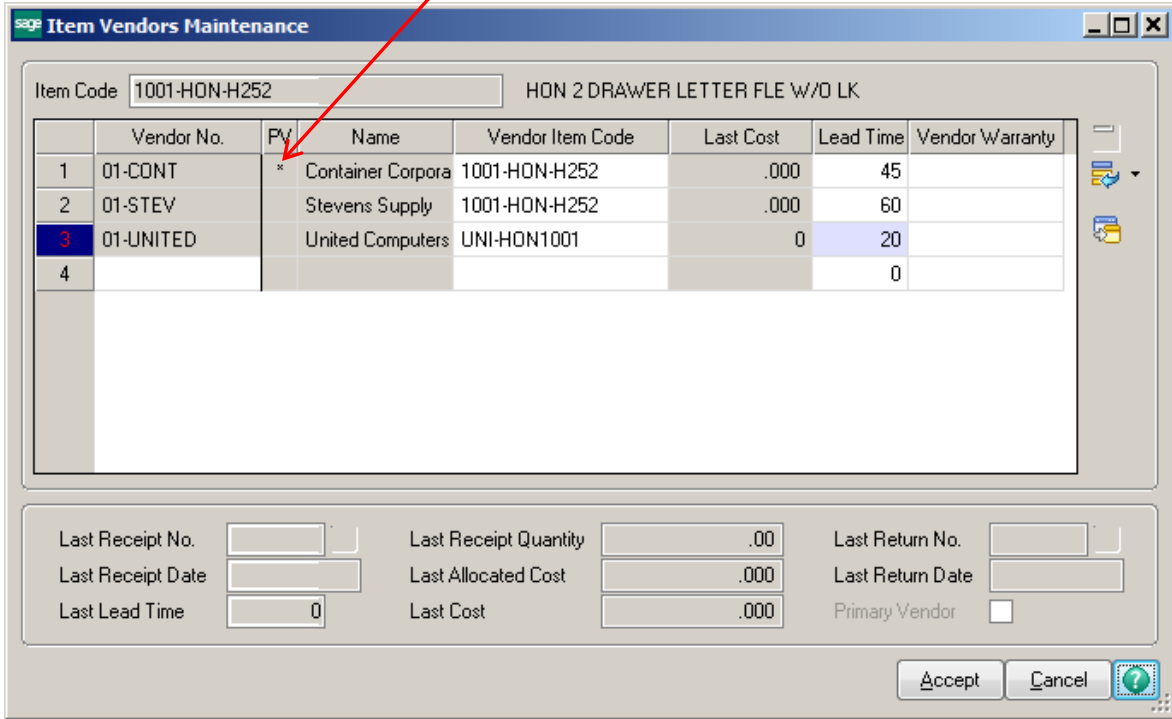 sage Item Vendors Maintenance
Item Code 1001-HON-H252 HON 2 DRAWER LETTER FLE W/O LK
Vendor No. PV Name Vendor Item Code Last Cost Lead Time Vendor Warranty
1 01-CONT * Container Corpora 1001-HON-H252 .000 45
2 01-STEV Stevens Supply 1001-HON-H252 .000 60
3 01-UNITED United Computers UNI-HON1001 0 20
4 0
Last Receipt No. Last Receipt Quantity .00 Last Return No.
Last Receipt Date Last Allocated Cost .000 Last Return Date
Last Lead Time 0 Last Cost .000 Primary Vendor
Accept Cancel ?